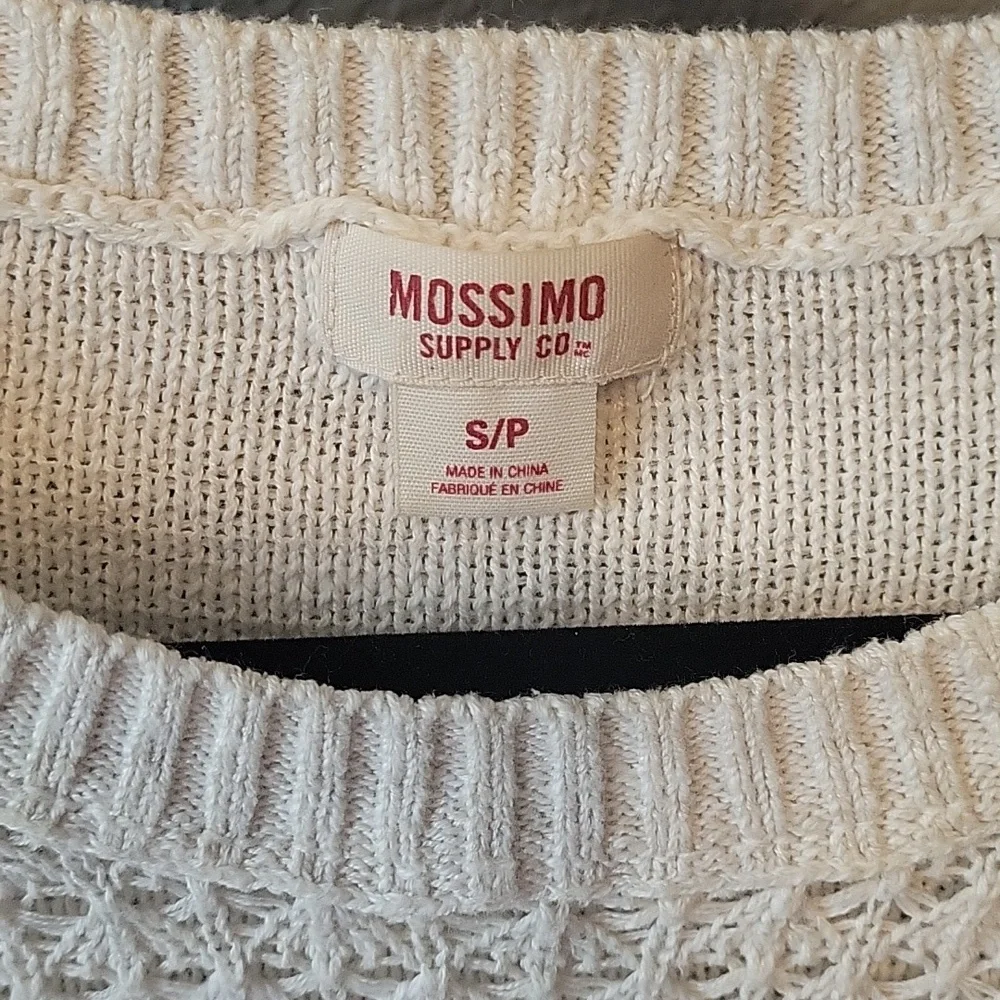 MOSSIMO
SUPPLY CO ™ MC
S/P
MADE IN CHINA
FABRIQUÉ EN CHINE